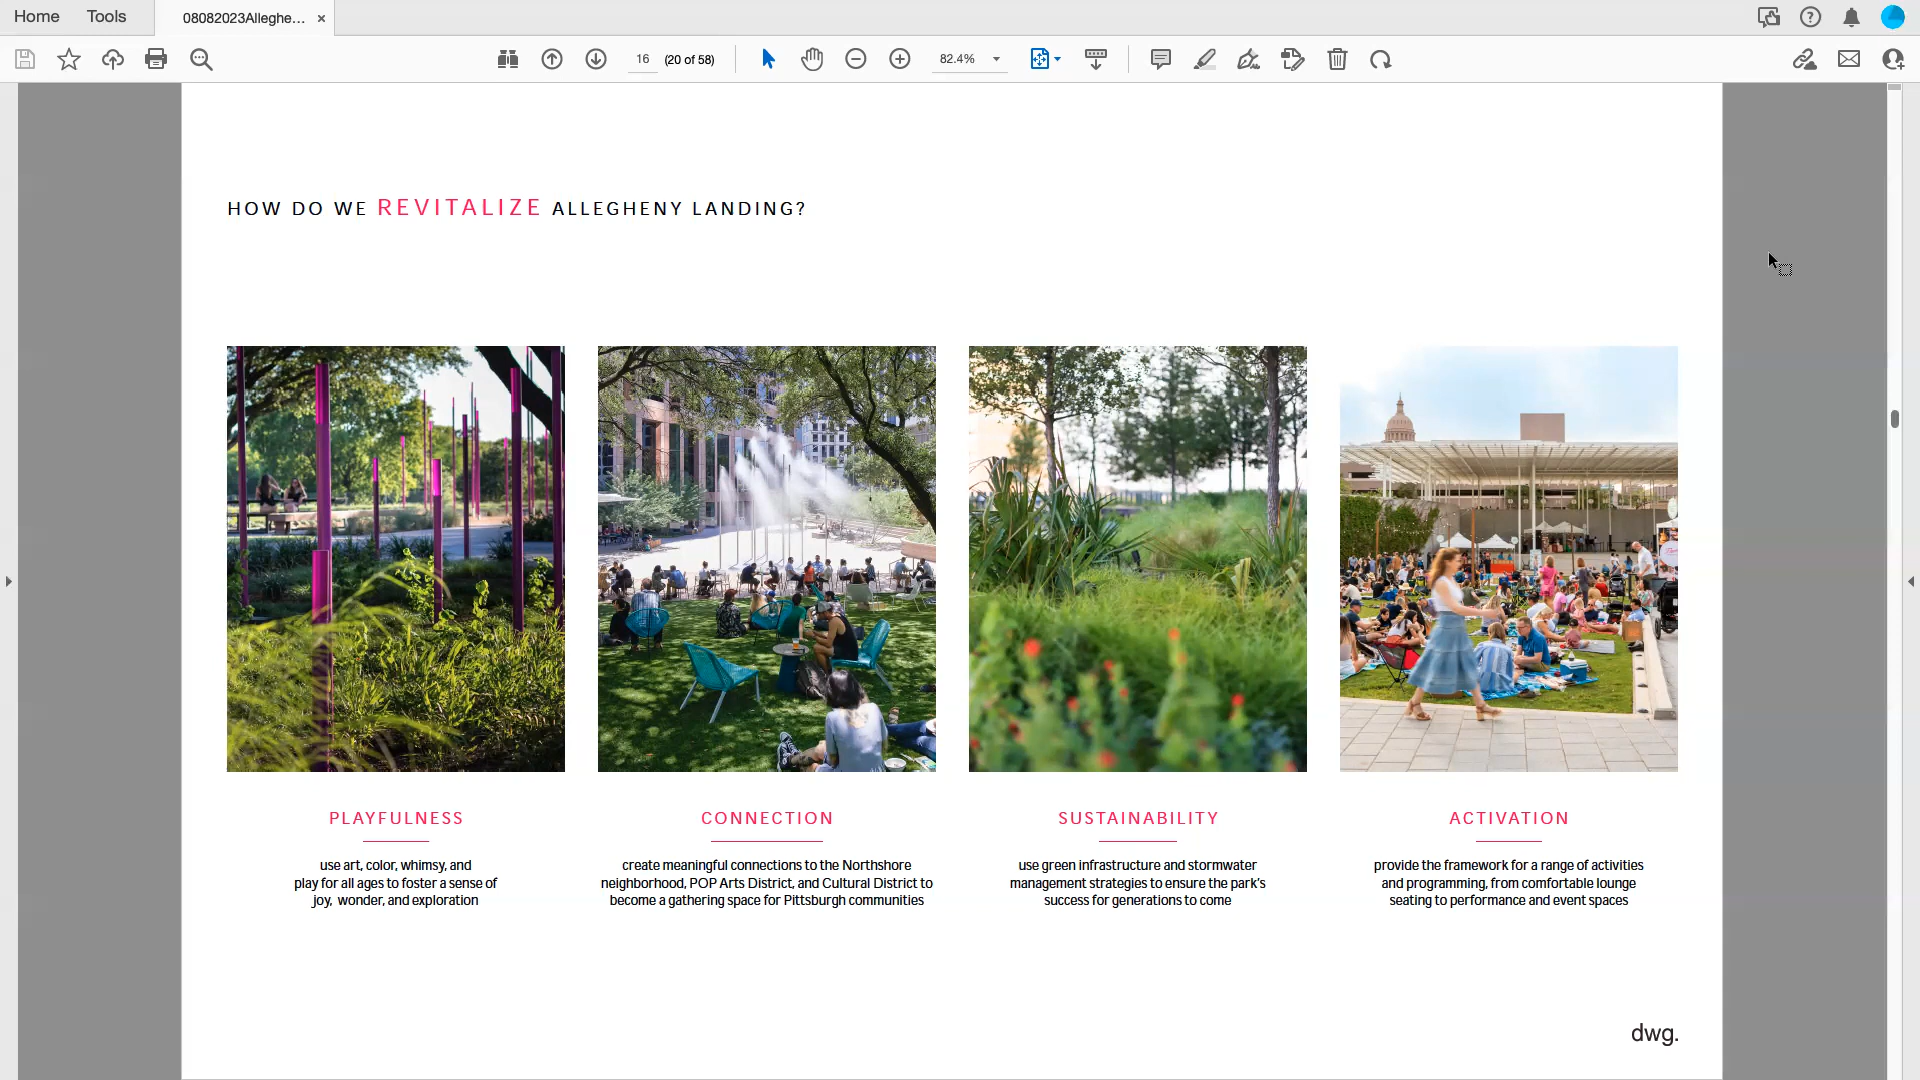 Home Tools 08082023Alleghe... ×
16 (20 of 58) 82.4%
HOW DO WE REVITALIZE ALLEGHENY LANDING?
PLAYFULNESS
use art, color, whimsy, and
play for all ages to foster a sense of
joy, wonder, and exploration
CONNECTION
create meaningful connections to the Northshore
neighborhood, POP Arts District, and Cultural District to
become a gathering space for Pittsburgh communities
SUSTAINABILITY
use green infrastructure and stormwater
management strategies to ensure the park's
success for generations to come
ACTIVATION
provide the framework for a range of activities
and programming, from comfortable lounge
seating to performance and event spaces
dwg.